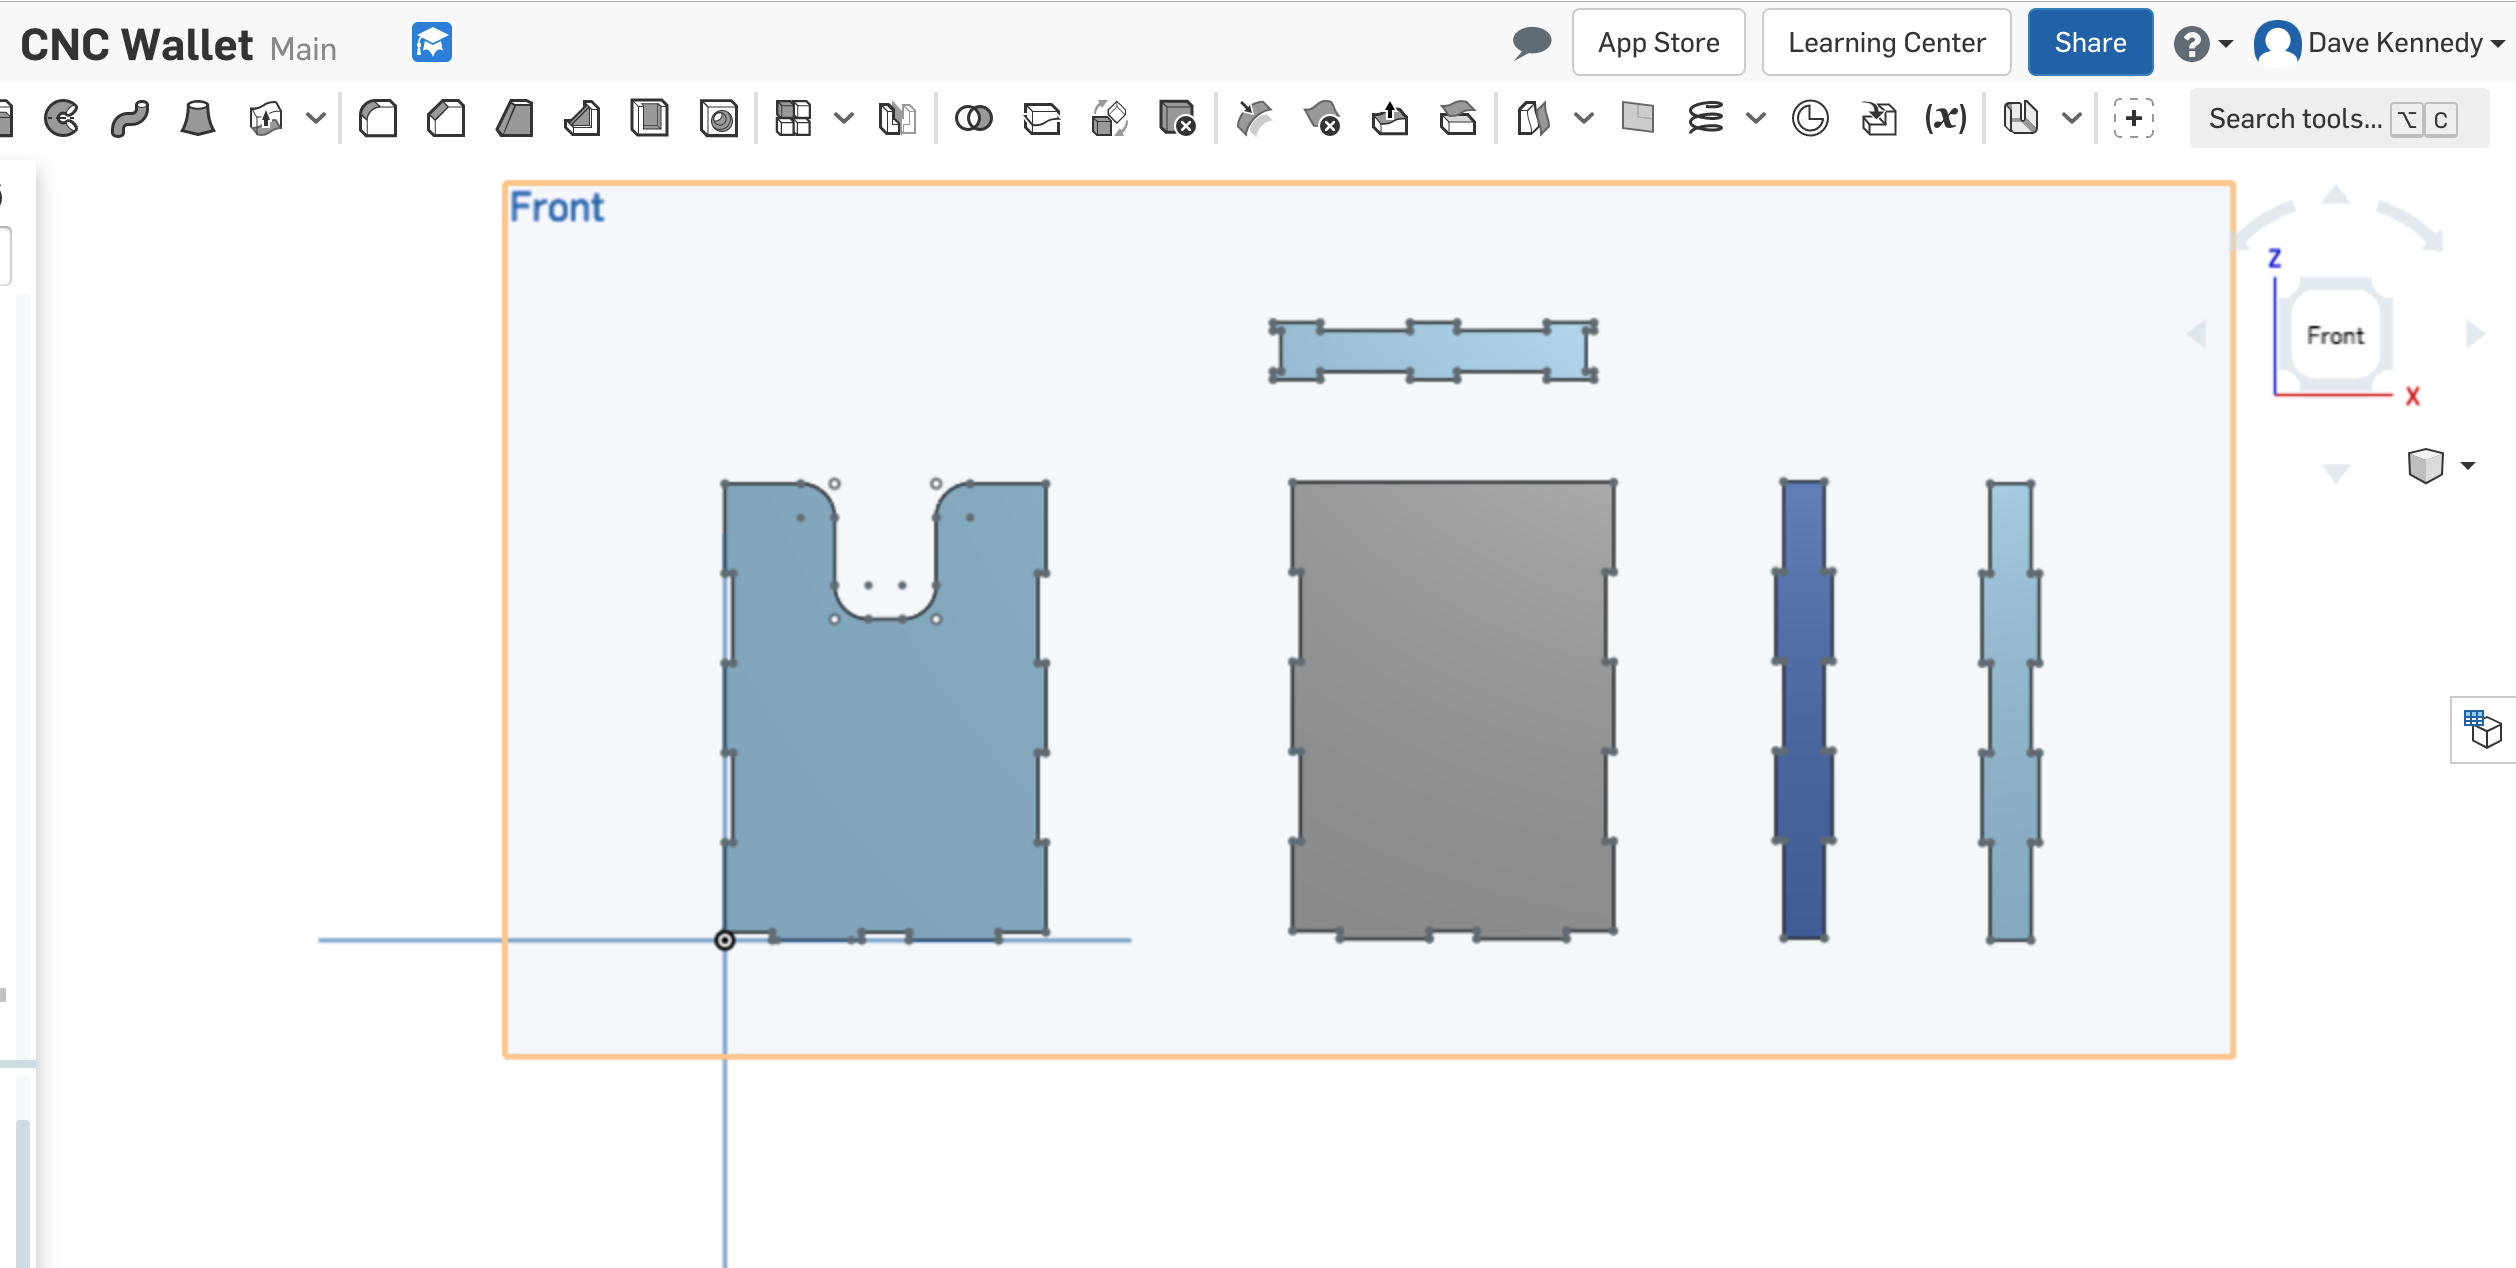 CNC Wallet Main
App Store
Learning Center
Share
?
Dave Kennedy
(x)
Search tools... ⌥ C
Front
Z
Front
X